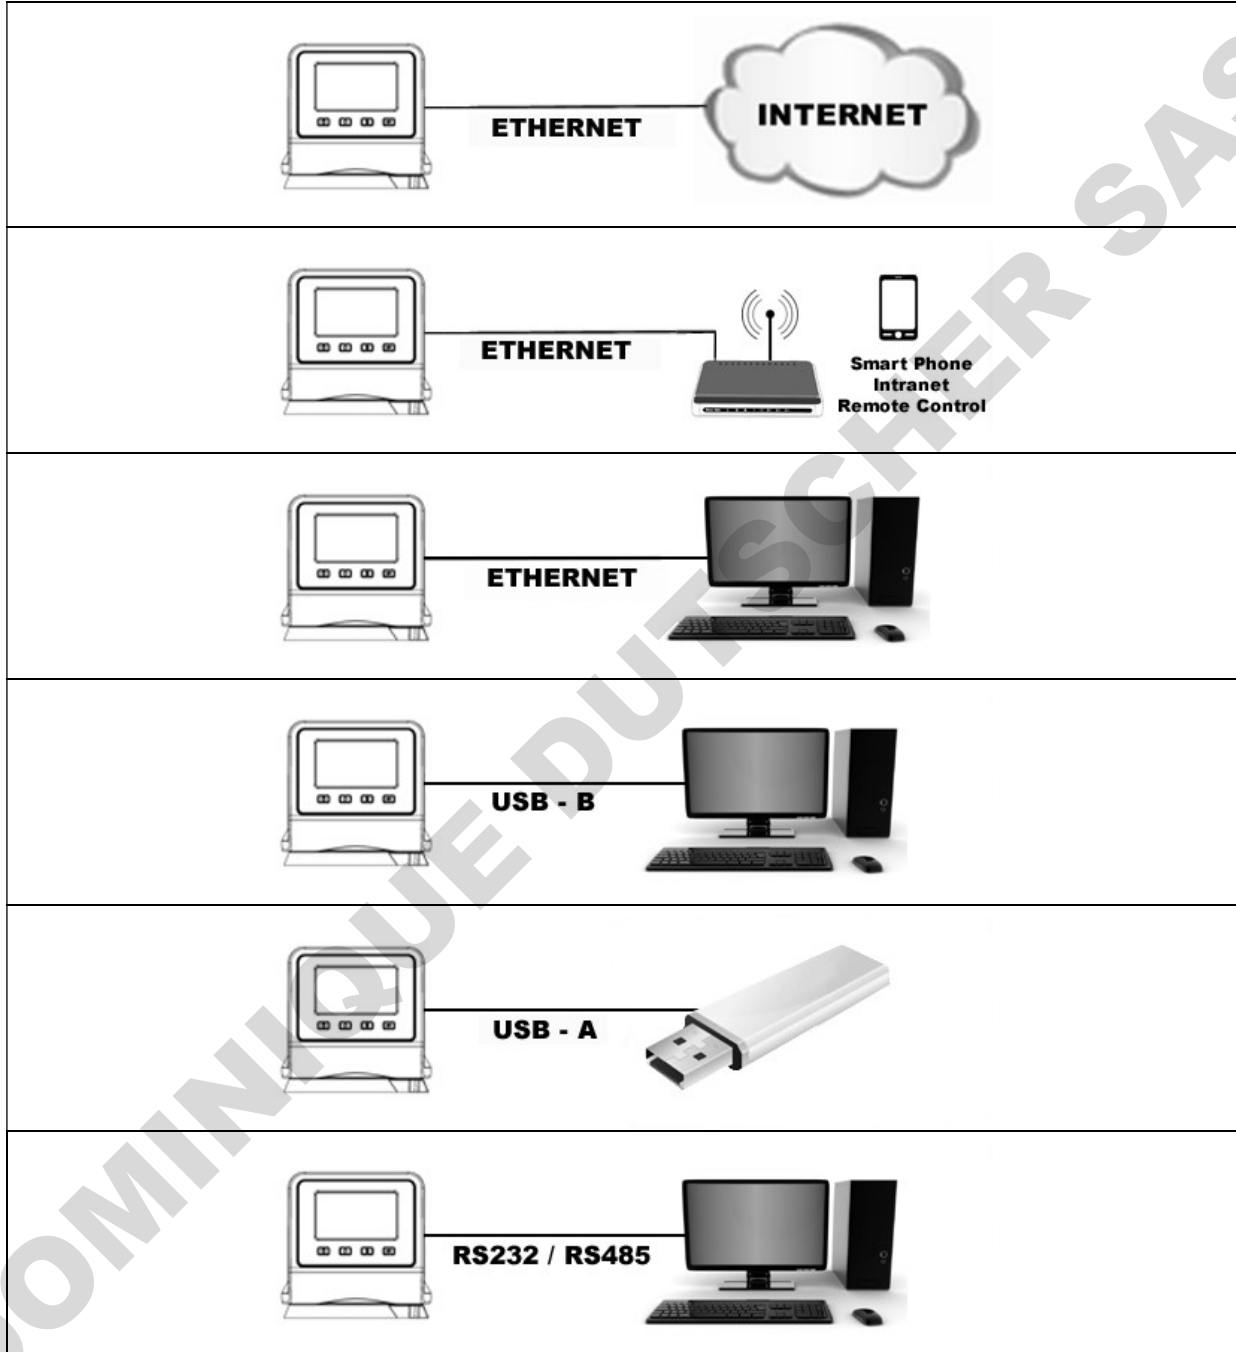 ETHERNET
INTERNET
ETHERNET
Smart Phone
Intranet
Remote Control
ETHERNET
USB - B
USB - A
RS232 / RS485
DOMINIQUE DUTSCHER SAS